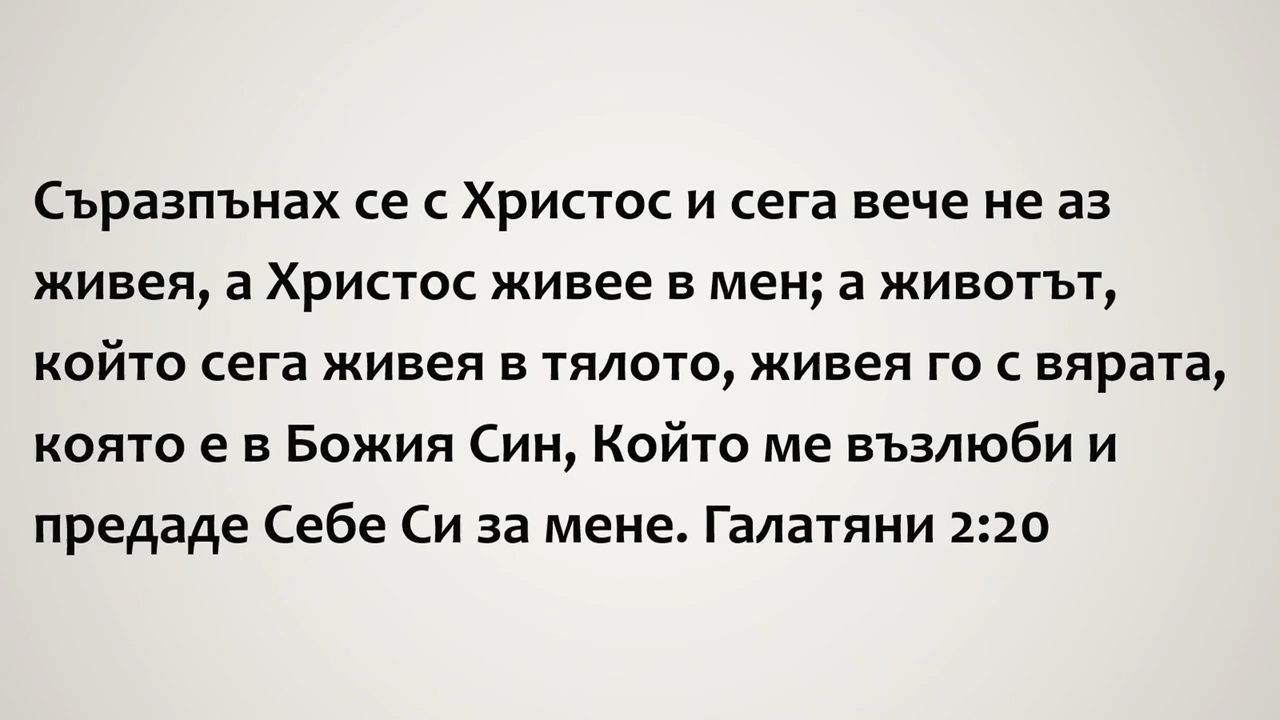 Съразпънах се с Христос и сега вече не аз
живея, а Христос живее в мен; а животът,
който сега живея в тялото, живея го с вярата,
която е в Божия Син, Който ме възлюби и
предаде Себе Си за мене. Галатяни 2:20